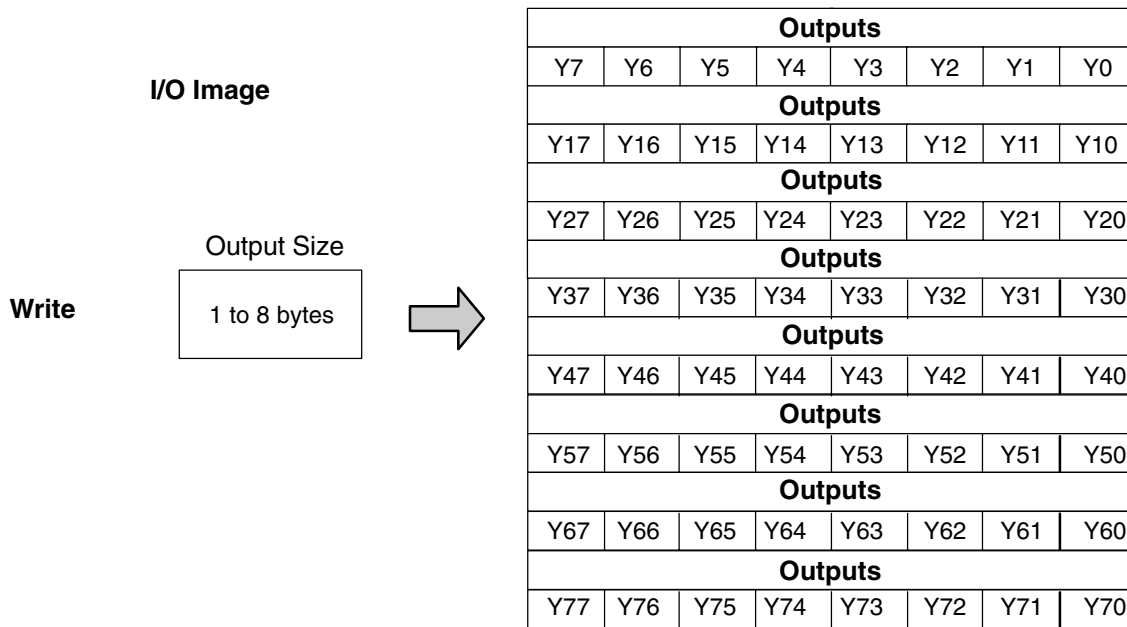 Outputs
Y7 Y6 Y5 Y4 Y3 Y2 Y1 Y0
I/O Image
Outputs
Y17 Y16 Y15 Y14 Y13 Y12 Y11 Y10
Outputs
Y27 Y26 Y25 Y24 Y23 Y22 Y21 Y20
Output Size
Outputs
Write
1 to 8 bytes
Y37 Y36 Y35 Y34 Y33 Y32 Y31 Y30
Outputs
Y47 Y46 Y45 Y44 Y43 Y42 Y41 Y40
Outputs
Y57 Y56 Y55 Y54 Y53 Y52 Y51 Y50
Outputs
Y67 Y66 Y65 Y64 Y63 Y62 Y61 Y60
Outputs
Y77 Y76 Y75 Y74 Y73 Y72 Y71 Y70